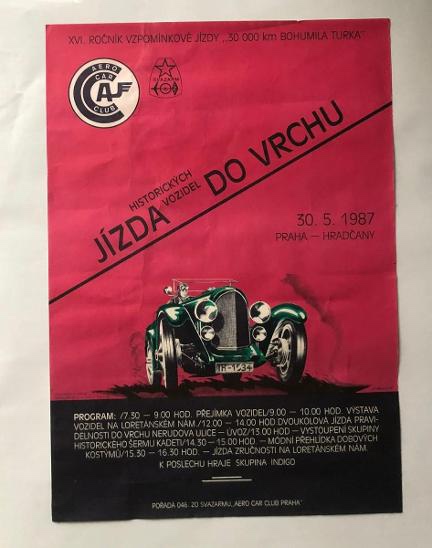 XVI. ROČNÍK VZPOMÍNKOVÉ JÍZDY „30 000 km BOHUMILA TURKA“
AERO
CAR
CLUB
SVAZARM
HISTORICKÝCH
VOZIDEL
JÍZDA DO VRCHU
30. 5. 1987
PRAHA — HRADČANY
PROGRAM: /7.30 — 9.00 HOD. PŘEJÍMKA VOZIDEL/9.00 — 10.00 HOD. VÝSTAVA
VOZIDEL NA LORETÁNSKÉM NÁM./12.00 — 14.00 HOD. DVOUKOLOVÁ JÍZDA PRAVI-
DELNOSTI DO VRCHU NERUDOVA ULICE — ÚVOZ/13.00 HOD — VYSTOUPENÍ SKUPINY
HISTORICKÉHO ŠERMU KADETI/14.30 — 15.00 HOD. — MÓDNÍ PŘEHLÍDKA DOBOVÝCH
KOSTÝMŮ/15.30 — 16.30 HOD. — JÍZDA ZRUČNOSTI NA LORETÁNSKÉM NÁM.
K POSLECHU HRAJE SKUPINA INDIGO
POŘÁDÁ 046. ZO SVAZARMU „AERO CAR CLUB PRAHA“